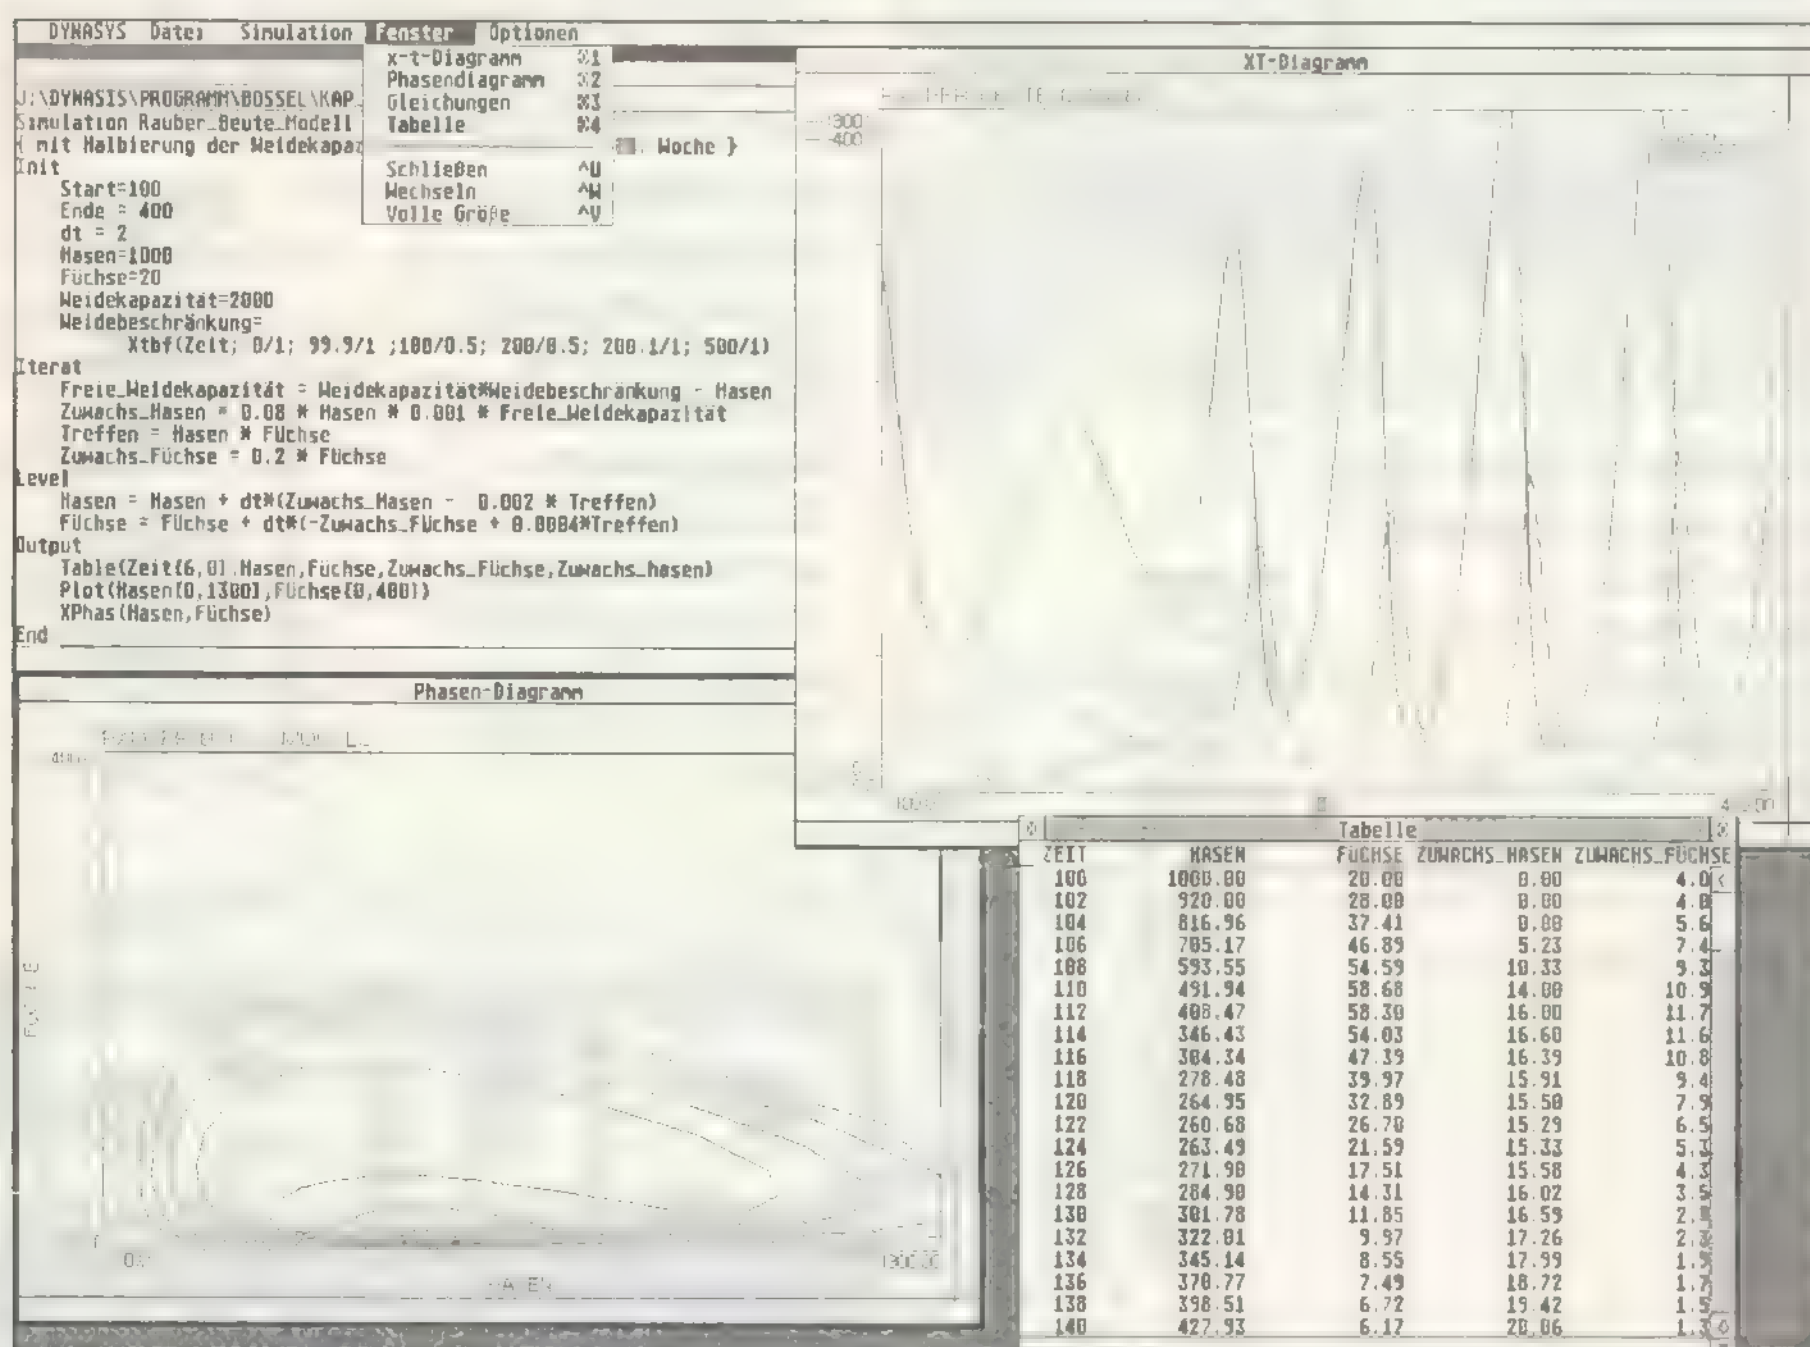 DYNASYS Datei Simulation Fenster Optionen
x-t-Diagramm 1
Phasendiagramm 2
Gleichungen 3
Tabelle 4
Schließen ^U
Wechseln ^W
Volle Größe ^V
J:\DYNASIS\PROGRAMM\BOSSEL\KAP
Simulation Rauber_Beute_Modell
{ mit Halbierung der Weidekapaz Woche }
Init
Start=100
Ende = 400
dt = 2
Hasen=1000
Füchse=20
Weidekapazität=2000
Weidebeschränkung=
Xtbf(Zeit; 0/1; 99.9/1 ;100/0.5; 200/0.5; 200.1/1; 500/1)
Iterat
Freie_Weidekapazität = Weidekapazität*Weidebeschränkung - Hasen
Zuwachs_Hasen = 0.08 * Hasen * 0.001 * Freie_Weidekapazität
Treffen = Hasen * Füchse
Zuwachs_Füchse = 0.2 * Füchse
Level
Hasen = Hasen + dt*(Zuwachs_Hasen - 0.002 * Treffen)
Füchse = Füchse + dt*(-Zuwachs_Füchse + 0.0004*Treffen)
Output
Table(Zeit[6,0],Hasen,Füchse,Zuwachs_Füchse,Zuwachs_hasen)
Plot(Hasen[0,1300],Füchse[0,400])
XPhas(Hasen,Füchse)
End
XT-Diagramm
400
Phasen-Diagramm
Tabelle
ZEIT HASEN FÜCHSE ZUWACHS_HASEN ZUWACHS_FÜCHSE
100 1000.00 20.00 0.00 4.0
102 920.00 28.00 0.00 4.0
104 816.96 37.41 0.00 5.6
106 705.17 46.89 5.23 7.4
108 593.55 54.59 10.33 9.3
110 491.94 58.68 14.00 10.9
112 408.47 58.30 16.00 11.7
114 346.43 54.03 16.60 11.6
116 304.34 47.39 16.39 10.8
118 278.48 39.97 15.91 9.4
120 264.95 32.89 15.50 7.9
122 260.68 26.70 15.29 6.5
124 263.49 21.59 15.33 5.3
126 271.90 17.51 15.58 4.3
128 284.90 14.31 16.02 3.5
130 301.78 11.85 16.59 2.8
132 322.01 9.97 17.26 2.3
134 345.14 8.55 17.99 1.9
136 370.77 7.49 18.72 1.7
138 398.51 6.72 19.42 1.5
140 427.93 6.17 20.06 1.3